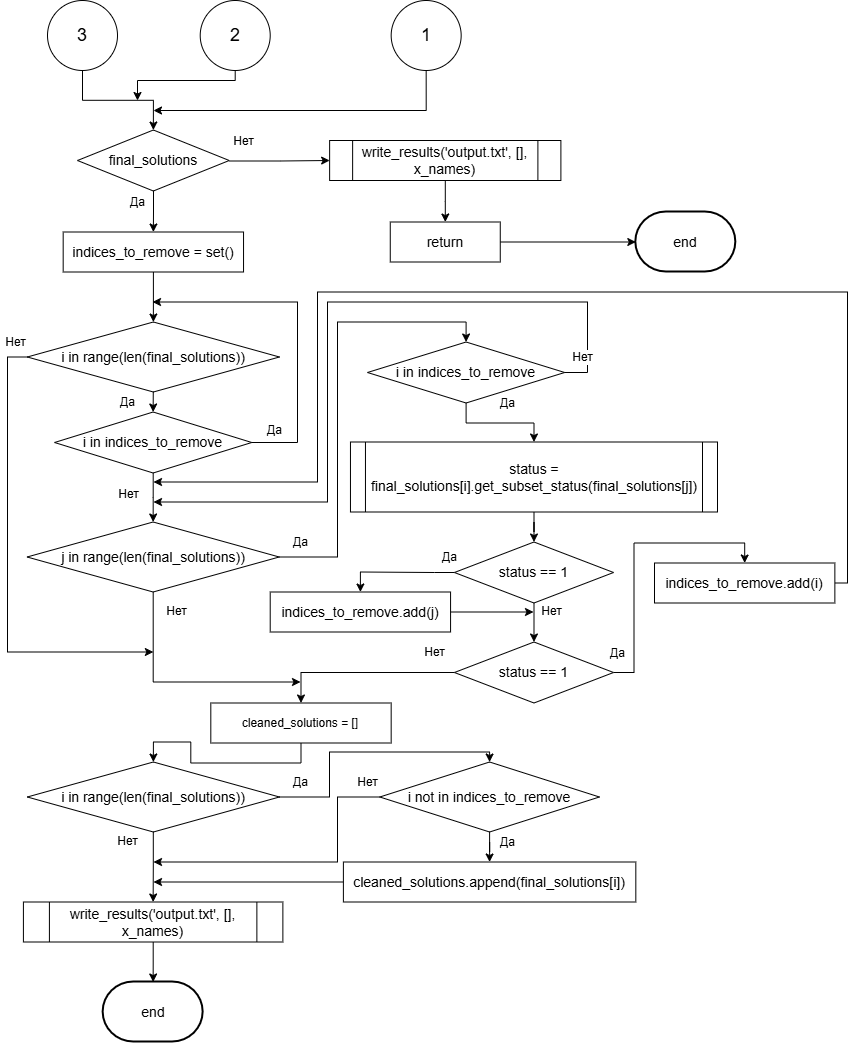 3
2
1
final_solutions
Нет
write_results('output.txt', [],
x_names)
Да
indices_to_remove = set()
return
end
Нет
i in range(len(final_solutions))
Да
i in indices_to_remove
Да
Нет
i in indices_to_remove
Нет
Да
status =
final_solutions[i].get_subset_status(final_solutions[j])
j in range(len(final_solutions))
Да
Нет
status == 1
Да
Нет
indices_to_remove.add(j)
indices_to_remove.add(i)
status == 1
Нет
Да
cleaned_solutions = []
i in range(len(final_solutions))
Да
Нет
i not in indices_to_remove
Нет
Да
cleaned_solutions.append(final_solutions[i])
write_results('output.txt', [],
x_names)
end